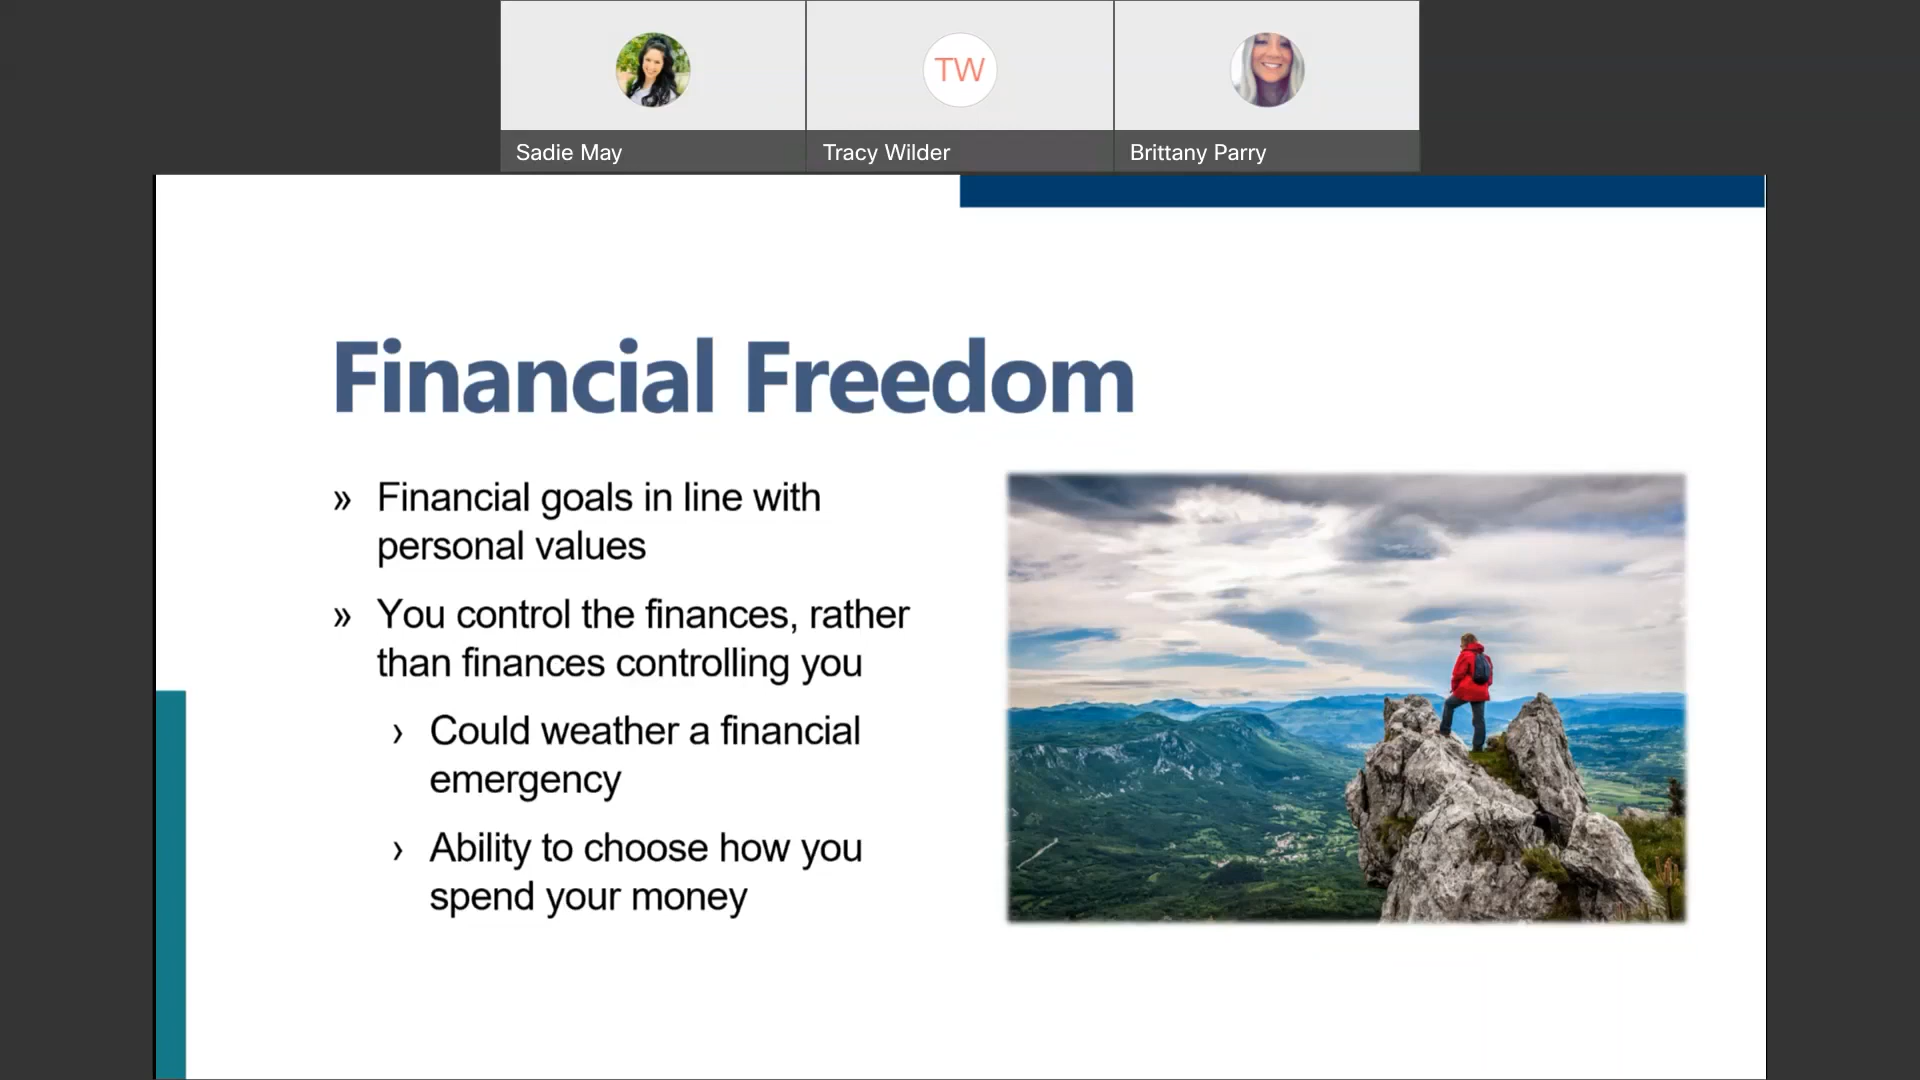 TW
Sadie May
Tracy Wilder
Brittany Parry
Financial Freedom
» Financial goals in line with
personal values
» You control the finances, rather
than finances controlling you
› Could weather a financial
emergency
› Ability to choose how you
spend your money